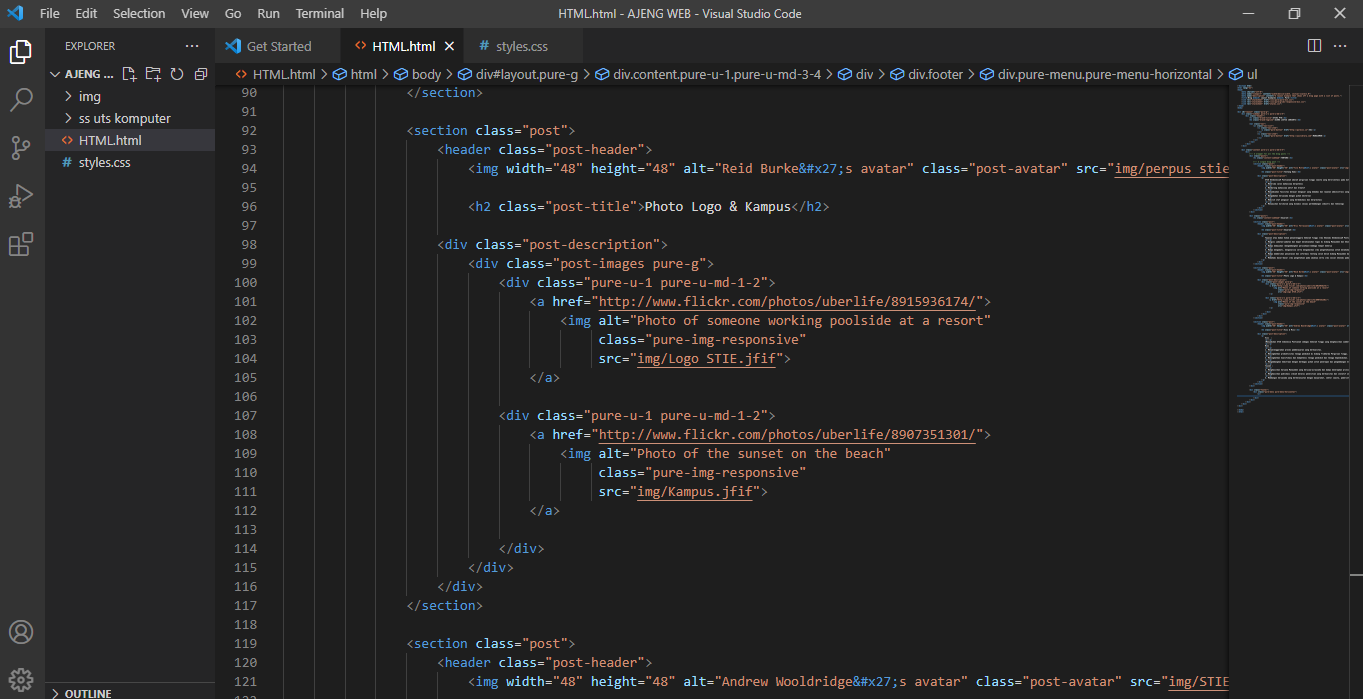 File Edit Selection View Go Run Terminal Help HTML.html - AJENG WEB - Visual Studio Code
EXPLORER ···
AJENG ...
img
ss uts komputer
<> HTML.html
# styles.css
OUTLINE
Get Started <> HTML.html # styles.css ···
<> HTML.html > html > body > div#layout.pure-g > div.content.pure-u-1.pure-u-md-3-4 > div > div.footer > div.pure-menu.pure-menu-horizontal > ul
90 </section>
91
92 <section class="post">
93 <header class="post-header">
94 <img width="48" height="48" alt="Reid Burke&#x27;s avatar" class="post-avatar" src="img/perpus stie
95
96 <h2 class="post-title">Photo Logo & Kampus</h2>
97
98 <div class="post-description">
99 <div class="post-images pure-g">
100 <div class="pure-u-1 pure-u-md-1-2">
101 <a href="http://www.flickr.com/photos/uberlife/8915936174/">
102 <img alt="Photo of someone working poolside at a resort"
103 class="pure-img-responsive"
104 src="img/Logo STIE.jfif">
105 </a>
106
107 <div class="pure-u-1 pure-u-md-1-2">
108 <a href="http://www.flickr.com/photos/uberlife/8907351301/">
109 <img alt="Photo of the sunset on the beach"
110 class="pure-img-responsive"
111 src="img/Kampus.jfif">
112 </a>
113
114 </div>
115 </div>
116 </div>
117 </section>
118
119 <section class="post">
120 <header class="post-header">
121 <img width="48" height="48" alt="Andrew Wooldridge&#x27;s avatar" class="post-avatar" src="img/STIE